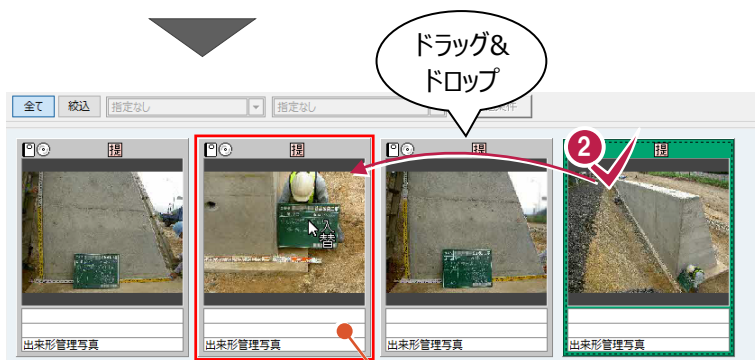 ドラッグ&
ドロップ
全て 絞込 指定なし 指定なし 件
提 提 提 2 提
入
替
出来形管理写真 出来形管理写真 出来形管理写真 出来形管理写真